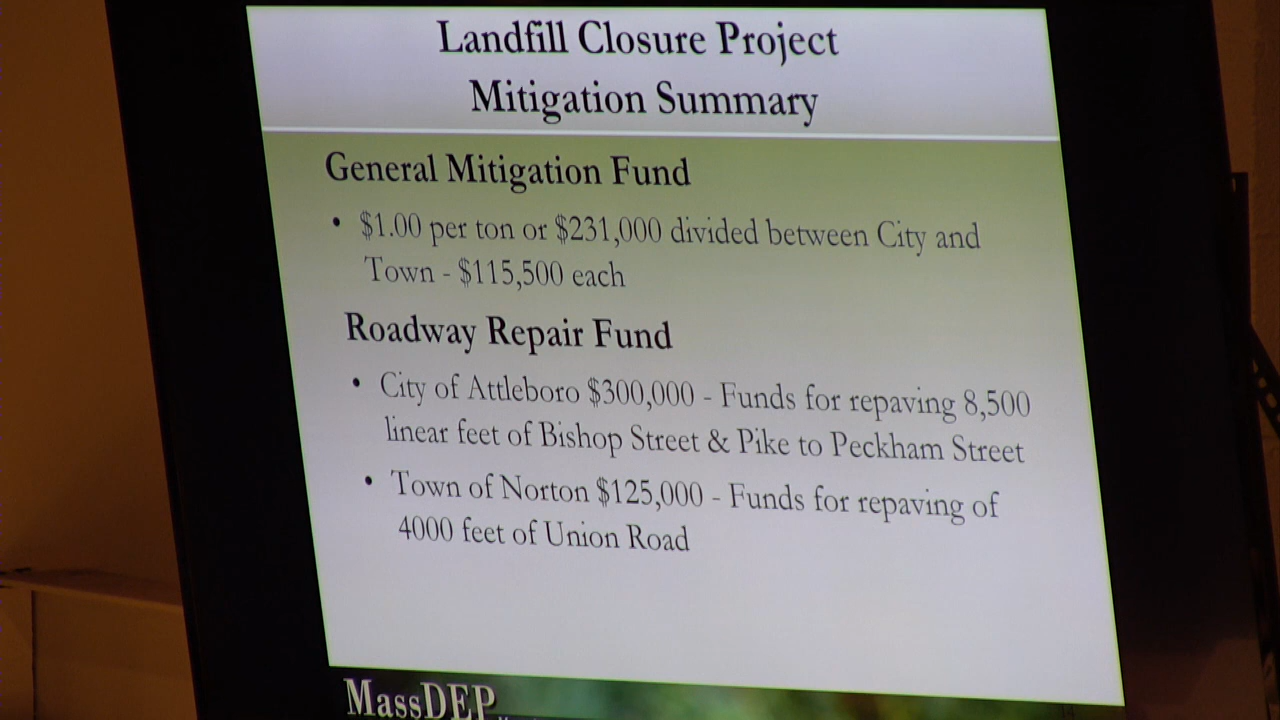 Landfill Closure Project
Mitigation Summary
General Mitigation Fund
• $1.00 per ton or $231,000 divided between City and
Town - $115,500 each
Roadway Repair Fund
• City of Attleboro $300,000 - Funds for repaving 8,500
linear feet of Bishop Street & Pike to Peckham Street
• Town of Norton $125,000 - Funds for repaving of
4000 feet of Union Road
MassDEP